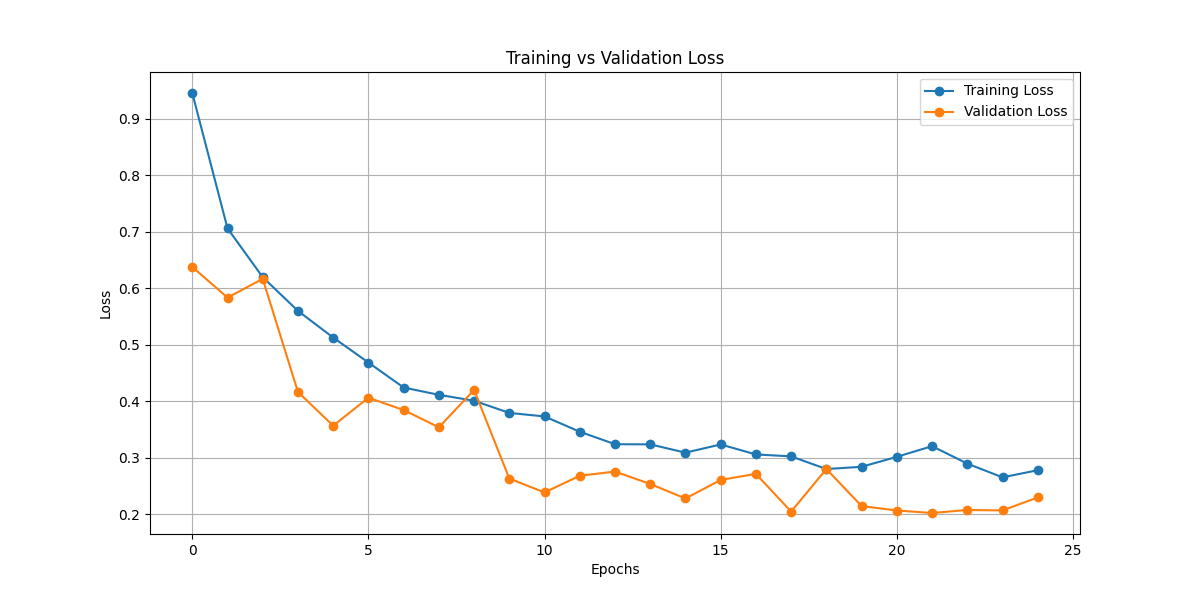 Training vs Validation Loss
Training Loss
Validation Loss
0.9
0.8
0.7
0.6
0.5
0.4
0.3
0.2
Loss
0 5 10 15 20 25
Epochs